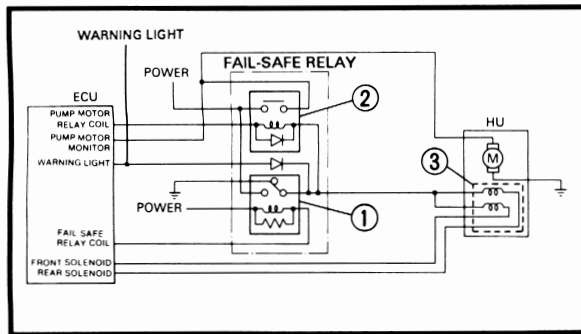 WARNING LIGHT
FAIL-SAFE RELAY
POWER
ECU
2
HU
PUMP MOTOR
RELAY COIL
PUMP MOTOR
MONITOR
M
3
WARNING LIGHT
POWER
1
FAIL SAFE
RELAY COIL
FRONT SOLENOID
REAR SOLENOID